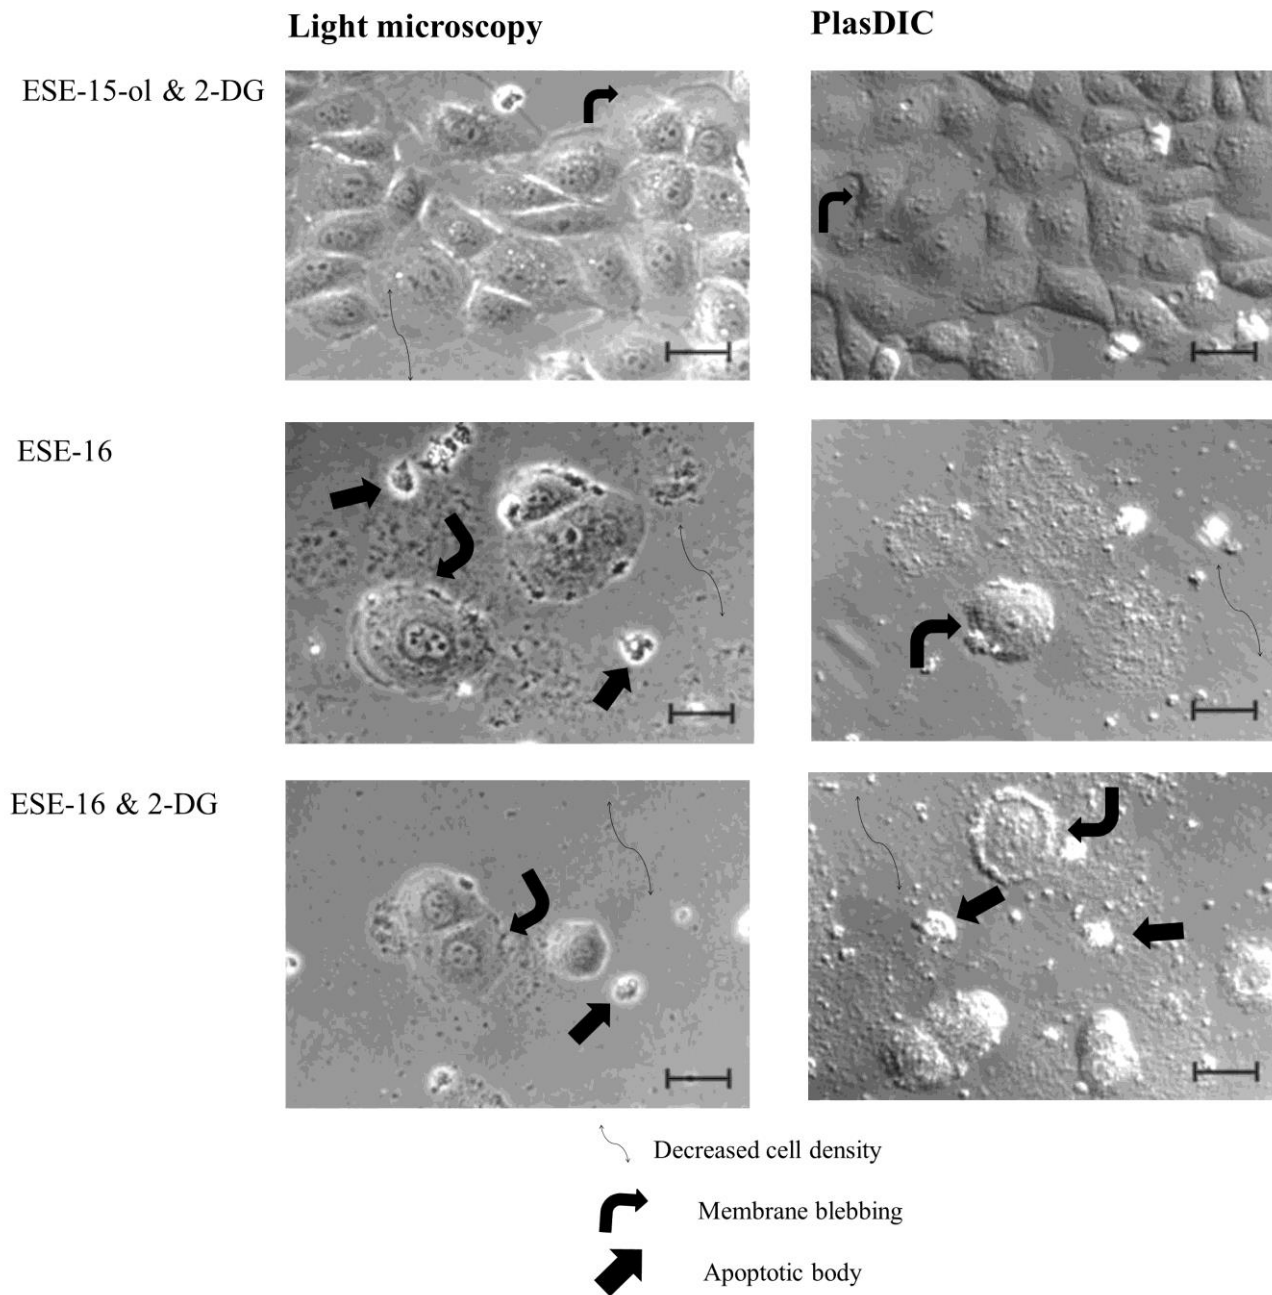 Light microscopy PlasDIC
ESE-15-ol & 2-DG
ESE-16
ESE-16 & 2-DG
Decreased cell density
Membrane blebbing
Apoptotic body